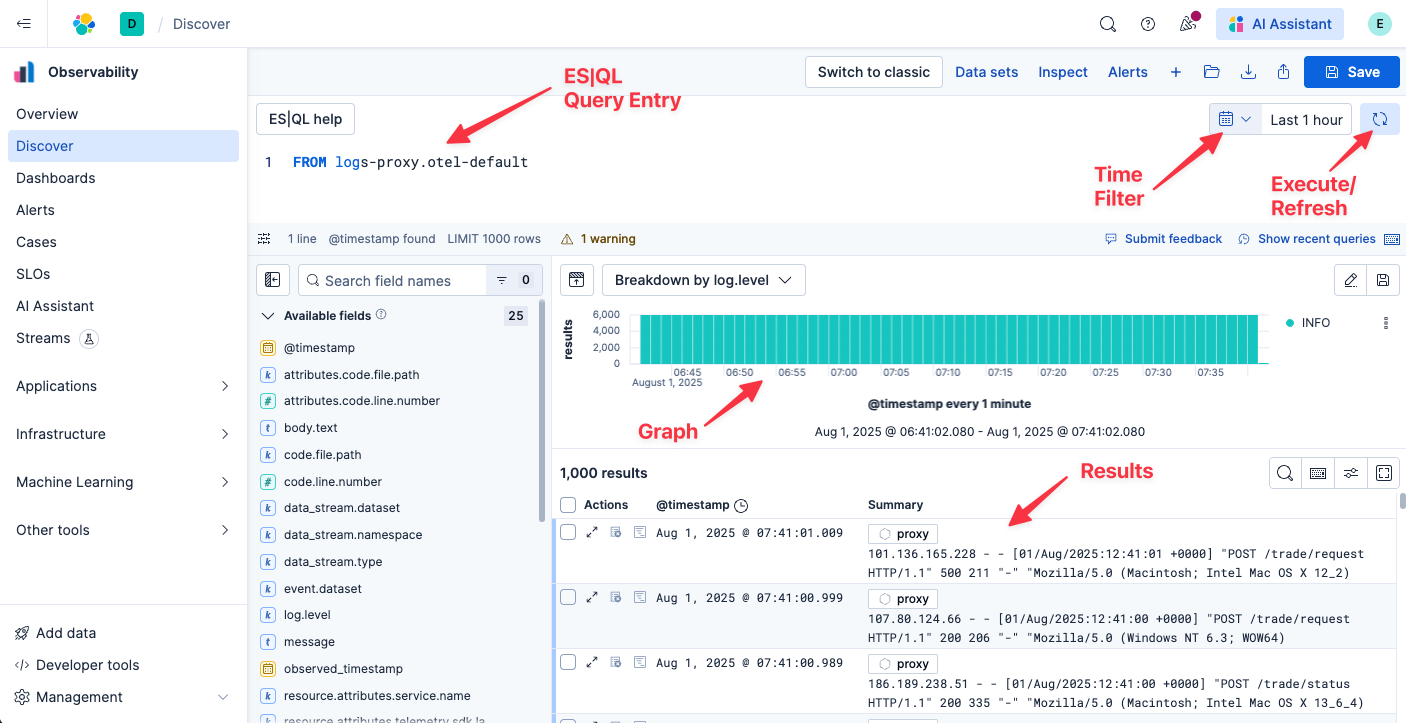 D / Discover
AI Assistant
E
Observability
Overview
Discover
Dashboards
Alerts
Cases
SLOs
AI Assistant
Streams
Applications
Infrastructure
Machine Learning
Other tools
Add data
Developer tools
Management
Switch to classic
Data sets
Inspect
Alerts
Save
ES|QL
Query Entry
ES|QL help
Last 1 hour
1 FROM logs-proxy.otel-default
Time
Filter
Execute/
Refresh
1 line @timestamp found LIMIT 1000 rows 1 warning
Submit feedback Show recent queries
Search field names 0
Available fields 25
@timestamp
attributes.code.file.path
attributes.code.line.number
body.text
code.file.path
code.line.number
data_stream.dataset
data_stream.namespace
data_stream.type
event.dataset
log.level
message
observed_timestamp
resource.attributes.service.name
resource.attributes.telemetry.sdk.la
Breakdown by log.level
results
6,000
4,000
2,000
0
06:45 06:50 06:55 07:00 07:05 07:10 07:15 07:20 07:25 07:30 07:35
August 1, 2025
INFO
@timestamp every 1 minute
Graph
Aug 1, 2025 @ 06:41:02.080 - Aug 1, 2025 @ 07:41:02.080
1,000 results
Results
Actions @timestamp Summary
Aug 1, 2025 @ 07:41:01.009 proxy
101.136.165.228 - - [01/Aug/2025:12:41:01 +0000] "POST /trade/request
HTTP/1.1" 500 211 "-" "Mozilla/5.0 (Macintosh; Intel Mac OS X 12_2)
Aug 1, 2025 @ 07:41:00.999 proxy
107.80.124.66 - - [01/Aug/2025:12:41:00 +0000] "POST /trade/request
HTTP/1.1" 200 206 "-" "Mozilla/5.0 (Windows NT 6.3; WOW64)
Aug 1, 2025 @ 07:41:00.989 proxy
186.189.238.51 - - [01/Aug/2025:12:41:00 +0000] "POST /trade/status
HTTP/1.1" 200 335 "-" "Mozilla/5.0 (Macintosh; Intel Mac OS X 13_6_4)